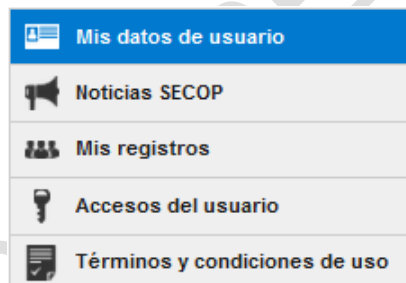 Mis datos de usuario
Noticias SECOP
Mis registros
Accesos del usuario
Términos y condiciones de uso